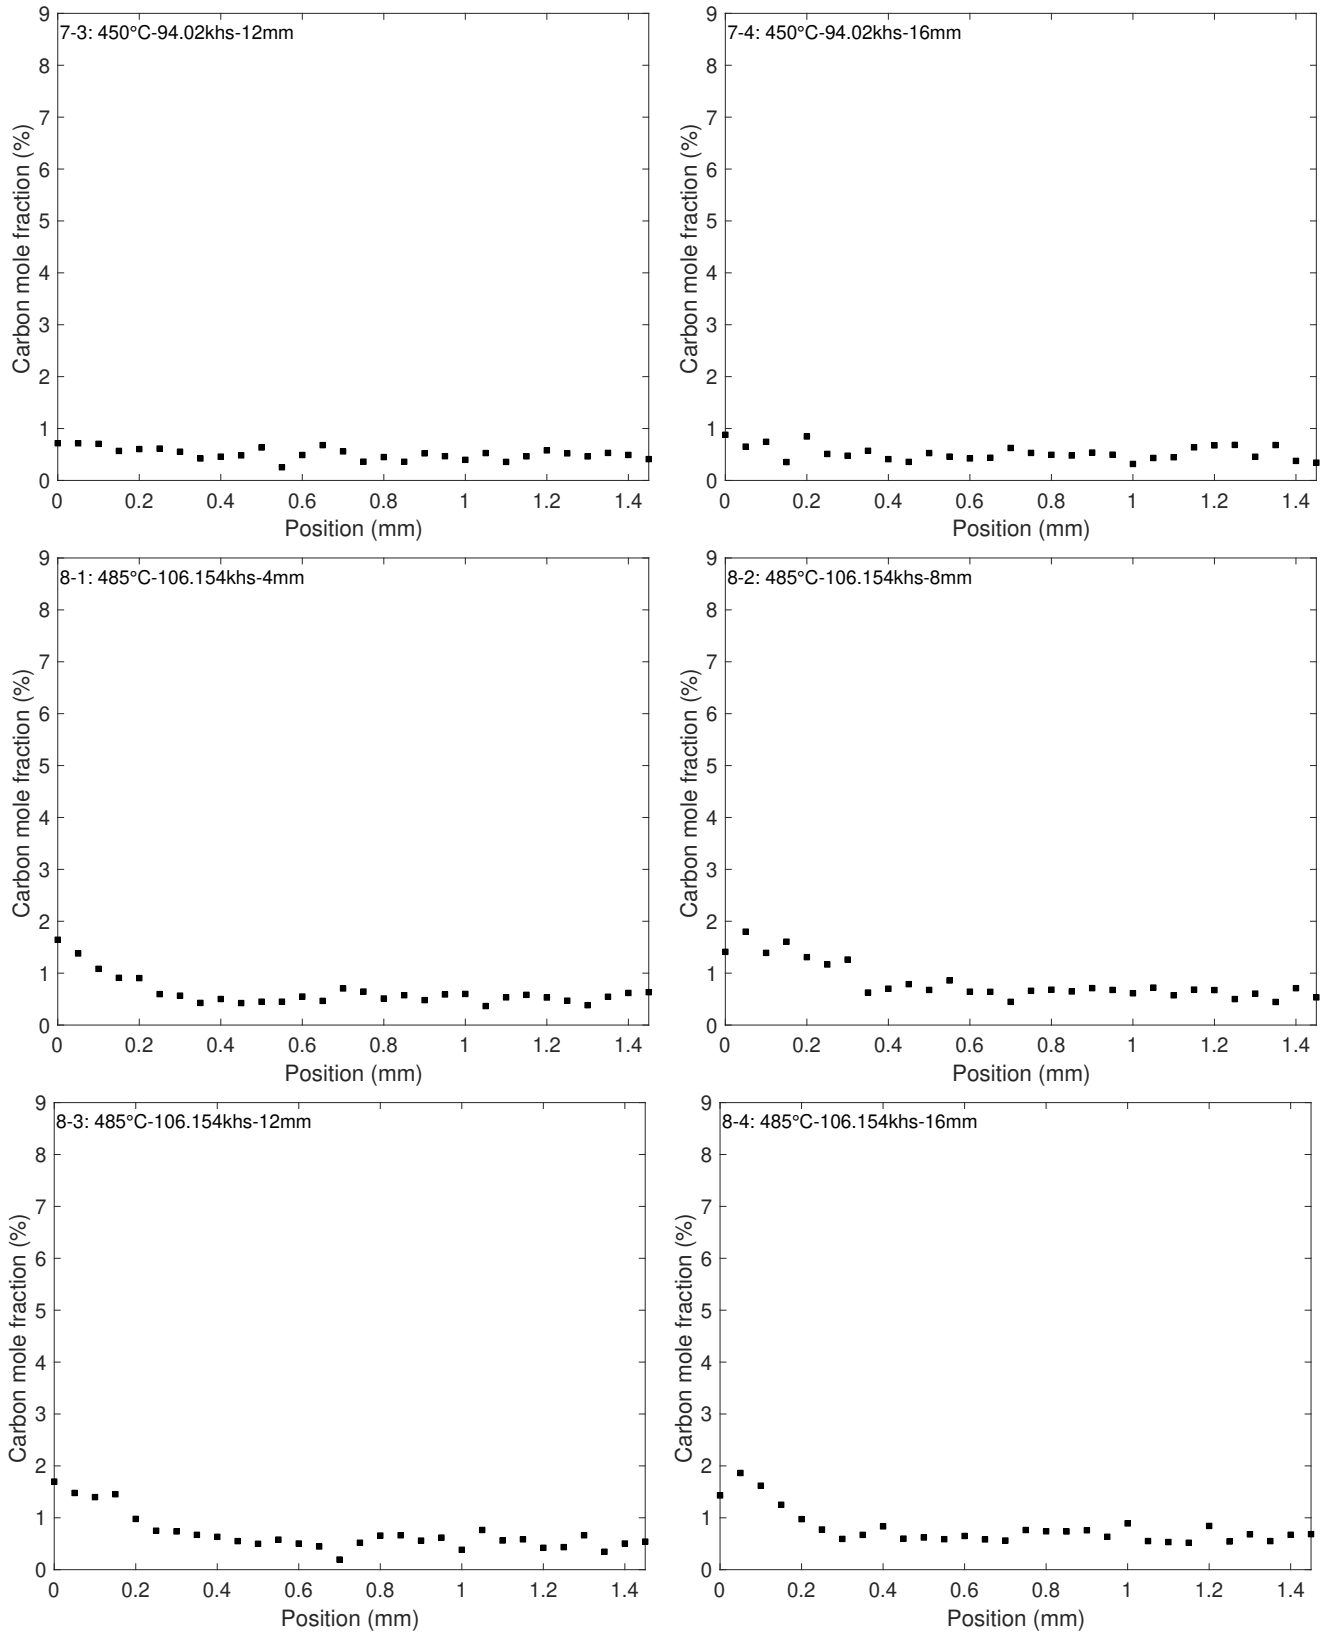 7-3: 450°C-94.02khs-12mm
Carbon mole fraction (%)
9
8
7
6
5
4
3
2
1
0
0 0.2 0.4 0.6 0.8 1 1.2 1.4
Position (mm)
7-4: 450°C-94.02khs-16mm
Carbon mole fraction (%)
9
8
7
6
5
4
3
2
1
0
0 0.2 0.4 0.6 0.8 1 1.2 1.4
Position (mm)
8-1: 485°C-106.154khs-4mm
Carbon mole fraction (%)
9
8
7
6
5
4
3
2
1
0
0 0.2 0.4 0.6 0.8 1 1.2 1.4
Position (mm)
8-2: 485°C-106.154khs-8mm
Carbon mole fraction (%)
9
8
7
6
5
4
3
2
1
0
0 0.2 0.4 0.6 0.8 1 1.2 1.4
Position (mm)
8-3: 485°C-106.154khs-12mm
Carbon mole fraction (%)
9
8
7
6
5
4
3
2
1
0
0 0.2 0.4 0.6 0.8 1 1.2 1.4
Position (mm)
8-4: 485°C-106.154khs-16mm
Carbon mole fraction (%)
9
8
7
6
5
4
3
2
1
0
0 0.2 0.4 0.6 0.8 1 1.2 1.4
Position (mm)